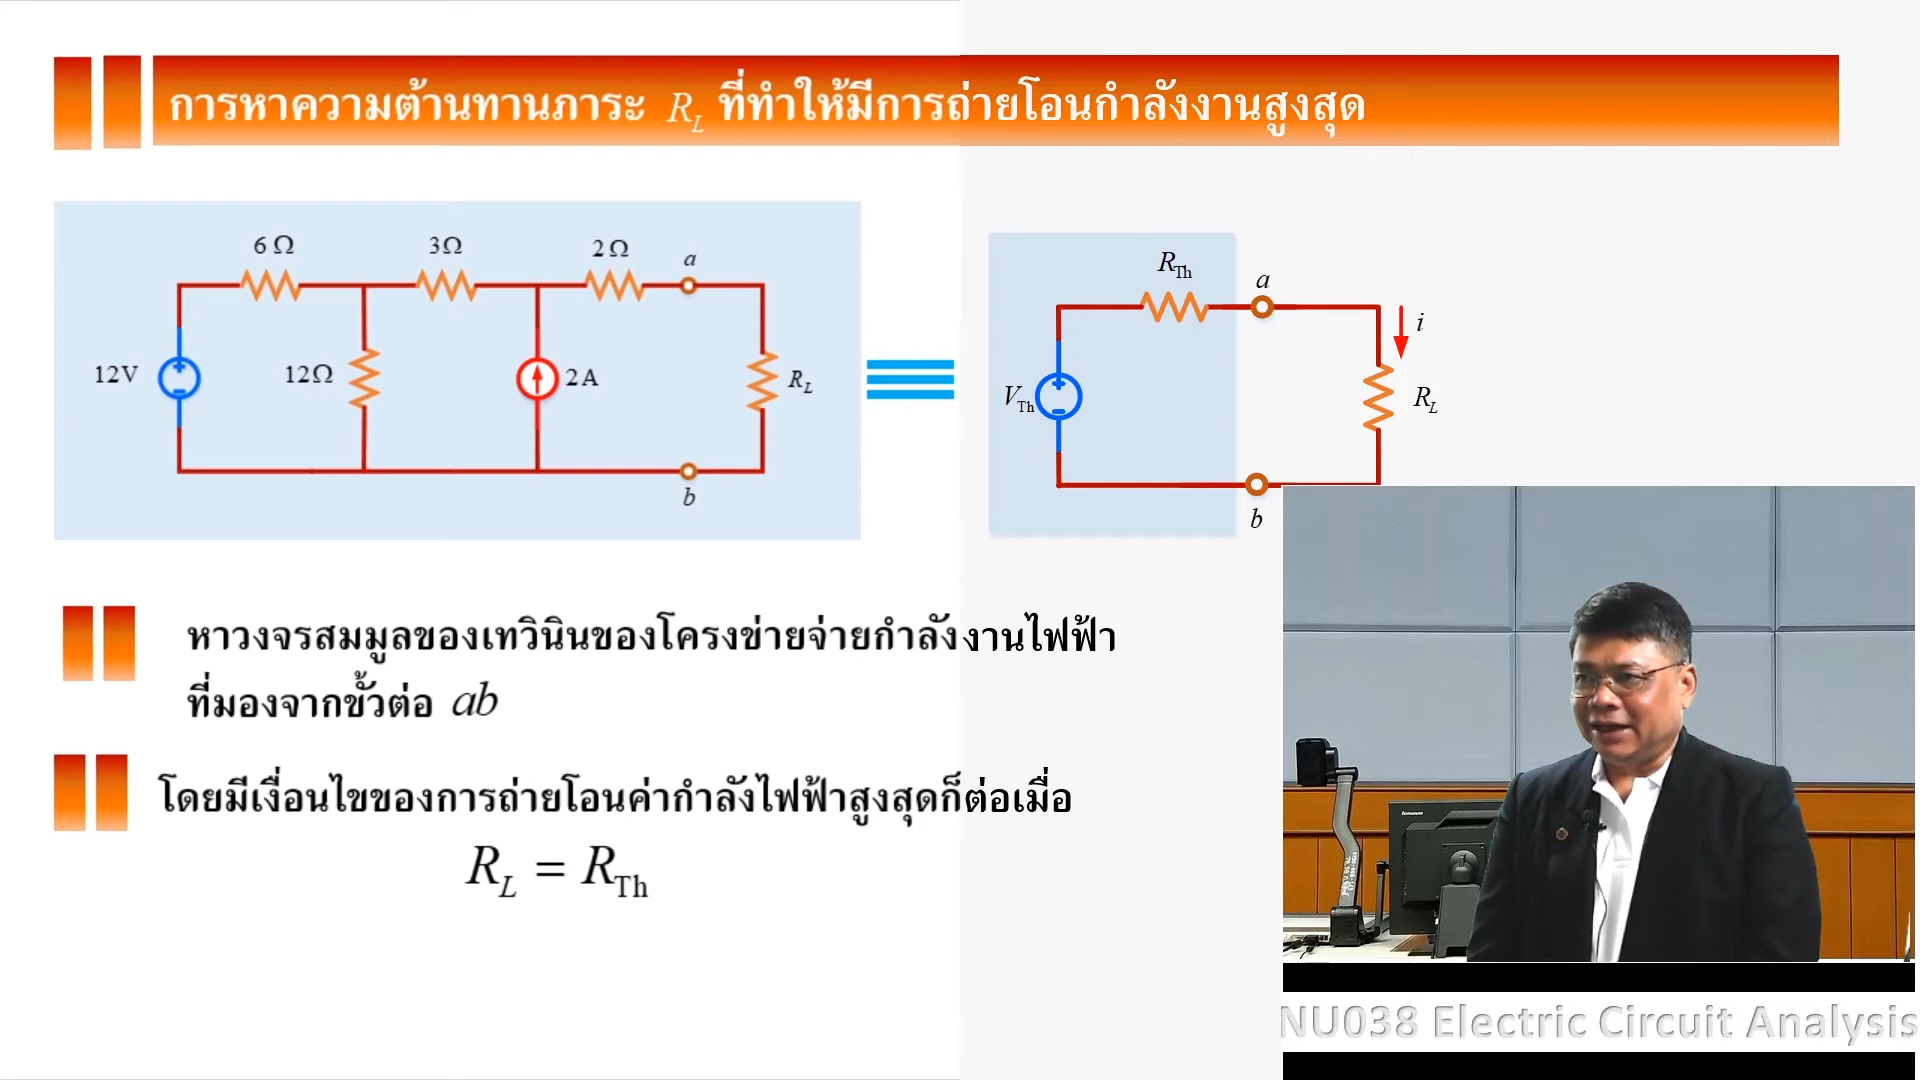 การหาความต้านทานภาระ R_L ที่ทำให้มีการถ่ายโอนกำลังงานสูงสุด
6 Ω
3Ω
2 Ω
a
12V
12Ω
2 A
R_L
b
R_Th
a
i
V_Th
R_L
b
หาวงจรสมมูลของเทวินินของโครงข่ายจ่ายกำลังงานไฟฟ้า
ที่มองจากขั้วต่อ ab
โดยมีเงื่อนไขของการถ่ายโอนค่ากำลังไฟฟ้าสูงสุดก็ต่อเมื่อ
R_L = R_Th
lenovo
NU038 Electric Circuit Analysis